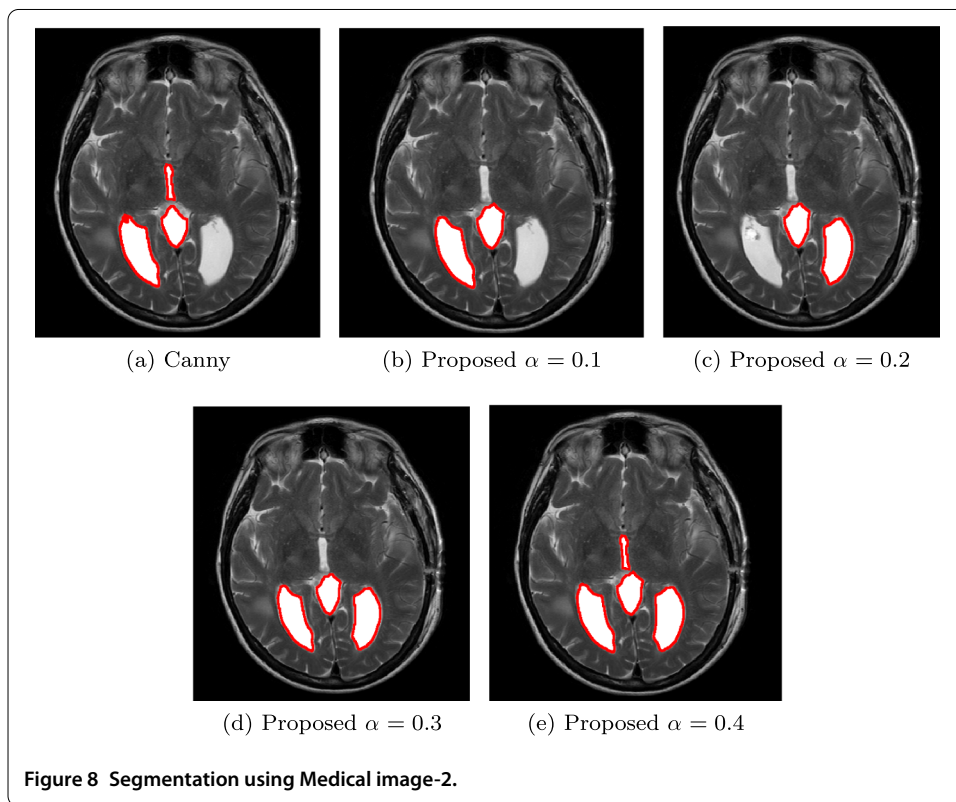 (a) Canny
(b) Proposed α = 0.1
(c) Proposed α = 0.2
(d) Proposed α = 0.3
(e) Proposed α = 0.4
Figure 8 Segmentation using Medical image-2.